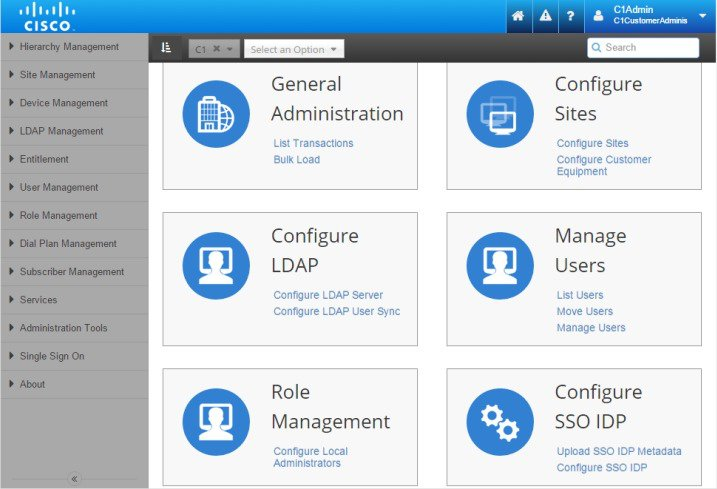 CISCO
?
C1Admin
C1CustomerAdminis
Hierarchy Management
Site Management
Device Management
LDAP Management
Entitlement
User Management
Role Management
Dial Plan Management
Subscriber Management
Services
Administration Tools
Single Sign On
About
C1
Select an Option
Search
General
Administration
List Transactions
Bulk Load
Configure
Sites
Configure Sites
Configure Customer
Equipment
Configure
LDAP
Configure LDAP Server
Configure LDAP User Sync
Manage
Users
List Users
Move Users
Manage Users
Role
Management
Configure Local
Administrators
Configure
SSO IDP
Upload SSO IDP Metadata
Configure SSO IDP